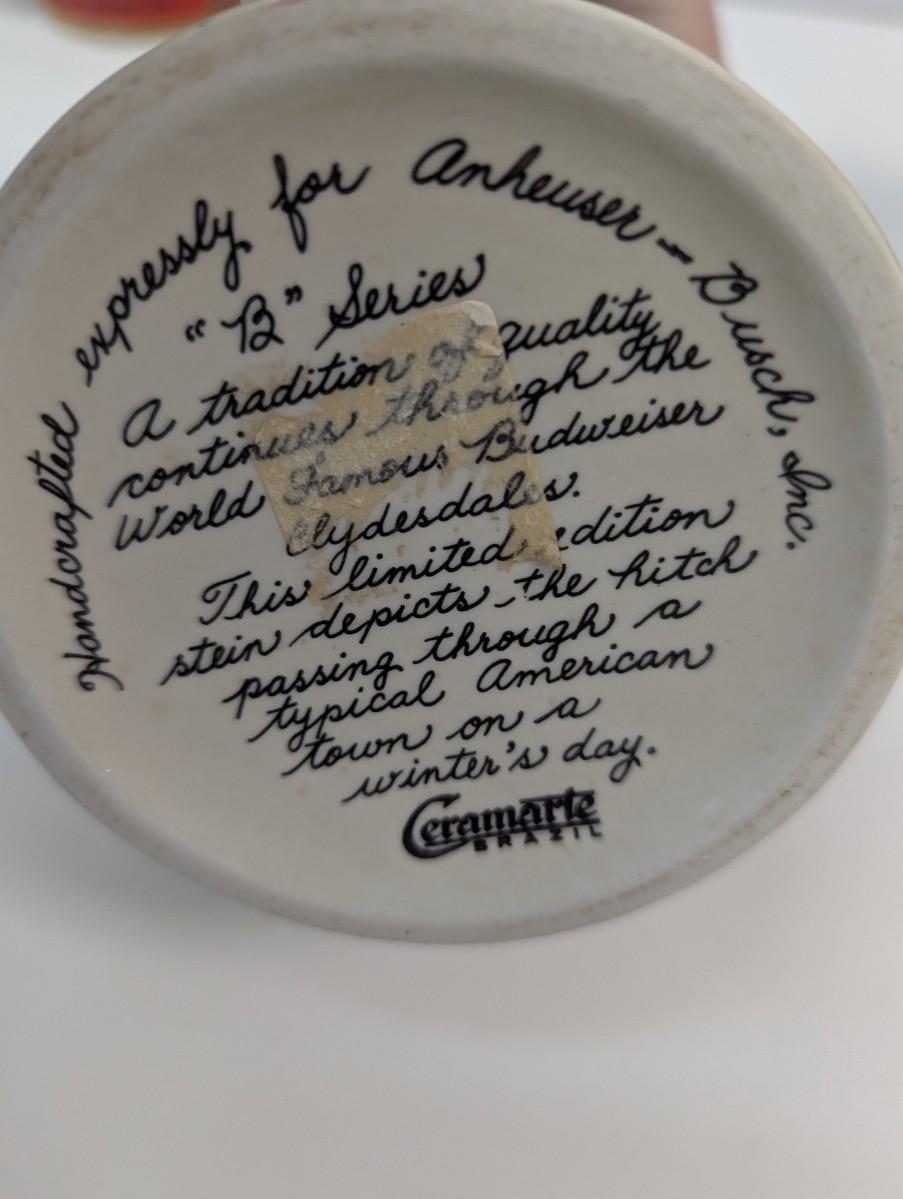 Handcrafted expressly for Anheuser-Busch, Inc.
"B" Series
A tradition of quality
continues through the
World Famous Budweiser
Clydesdales.
This limited edition
stein depicts the hitch
passing through a
typical American
town on a
winter's day.
Ceramarte
BRAZIL